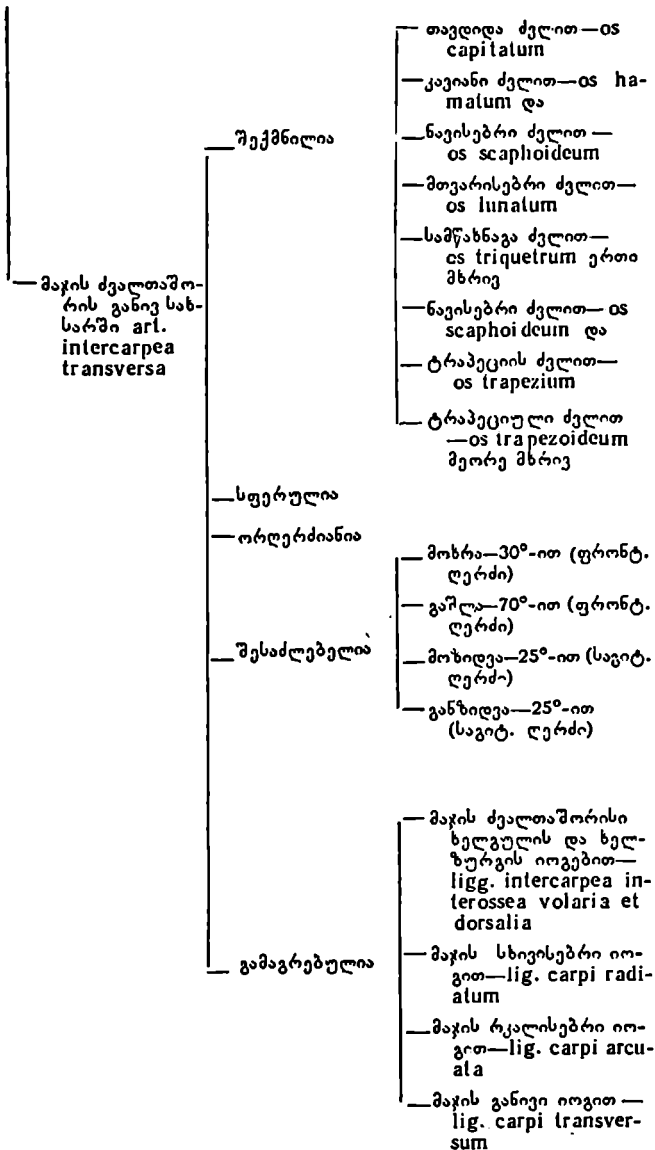 მაჯის ძვალთაშო-
რის განივ სახ-
სარში art.
intercarpea
transversa
შექმნილია
თავდიდა ძვლით—os
capitatum
კავიანი ძვლით—os ha-
matum და
ნავისებრი ძვლით—
os scaphoideum
მთვარისებრი ძვლით—
os lunatum
სამწახნაგა ძვლით—
os triquetrum ერთი
მხრივ
ნავისებრი ძვლით—os
scaphoideum და
ტრაპეციის ძვლით—
os trapezium
ტრაპეციული ძვლით
—os trapezoideum
მეორე მხრივ
სფერულია
ორღერძიანია
შესაძლებელია
მოხრა—30°-ით (ფრონტ.
ღერძი)
გაშლა—70°-ით (ფრონტ.
ღერძი)
მოზიდვა—25°-ით (საგიტ.
ღერძი)
განზიდვა—25°-ით
(საგიტ. ღერძი)
გამაგრებულია
მაჯის ძვალთაშორისი
ხელგულის და ხელ-
ზურგის იოგებით—
ligg. intercarpea in-
terossea volaria et
dorsalia
მაჯის სხივისებრი იო-
გით—lig. carpi radi-
atum
მაჯის რკალისებრი იო-
გით—lig. carpi arcu-
ata
მაჯის განივი იოგით—
lig. carpi transver-
sum